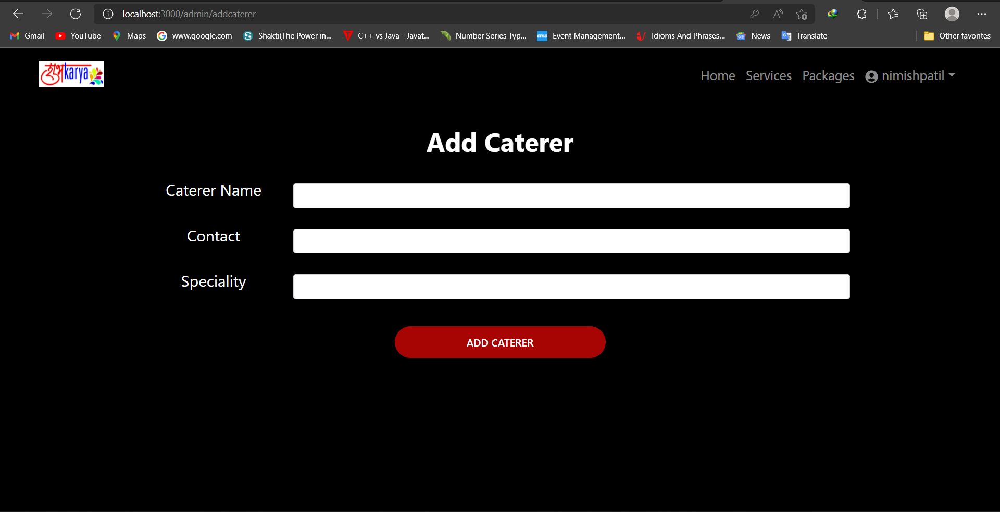 localhost:3000/admin/addcaterer
Gmail YouTube Maps www.google.com Shakti(The Power in... C++ vs Java - Javat... Number Series Typ... Event Management... Idioms And Phrases... News Translate Other favorites
शुभkarya Home Services Packages nimishpatil
Add Caterer
Caterer Name
Contact
Speciality
ADD CATERER